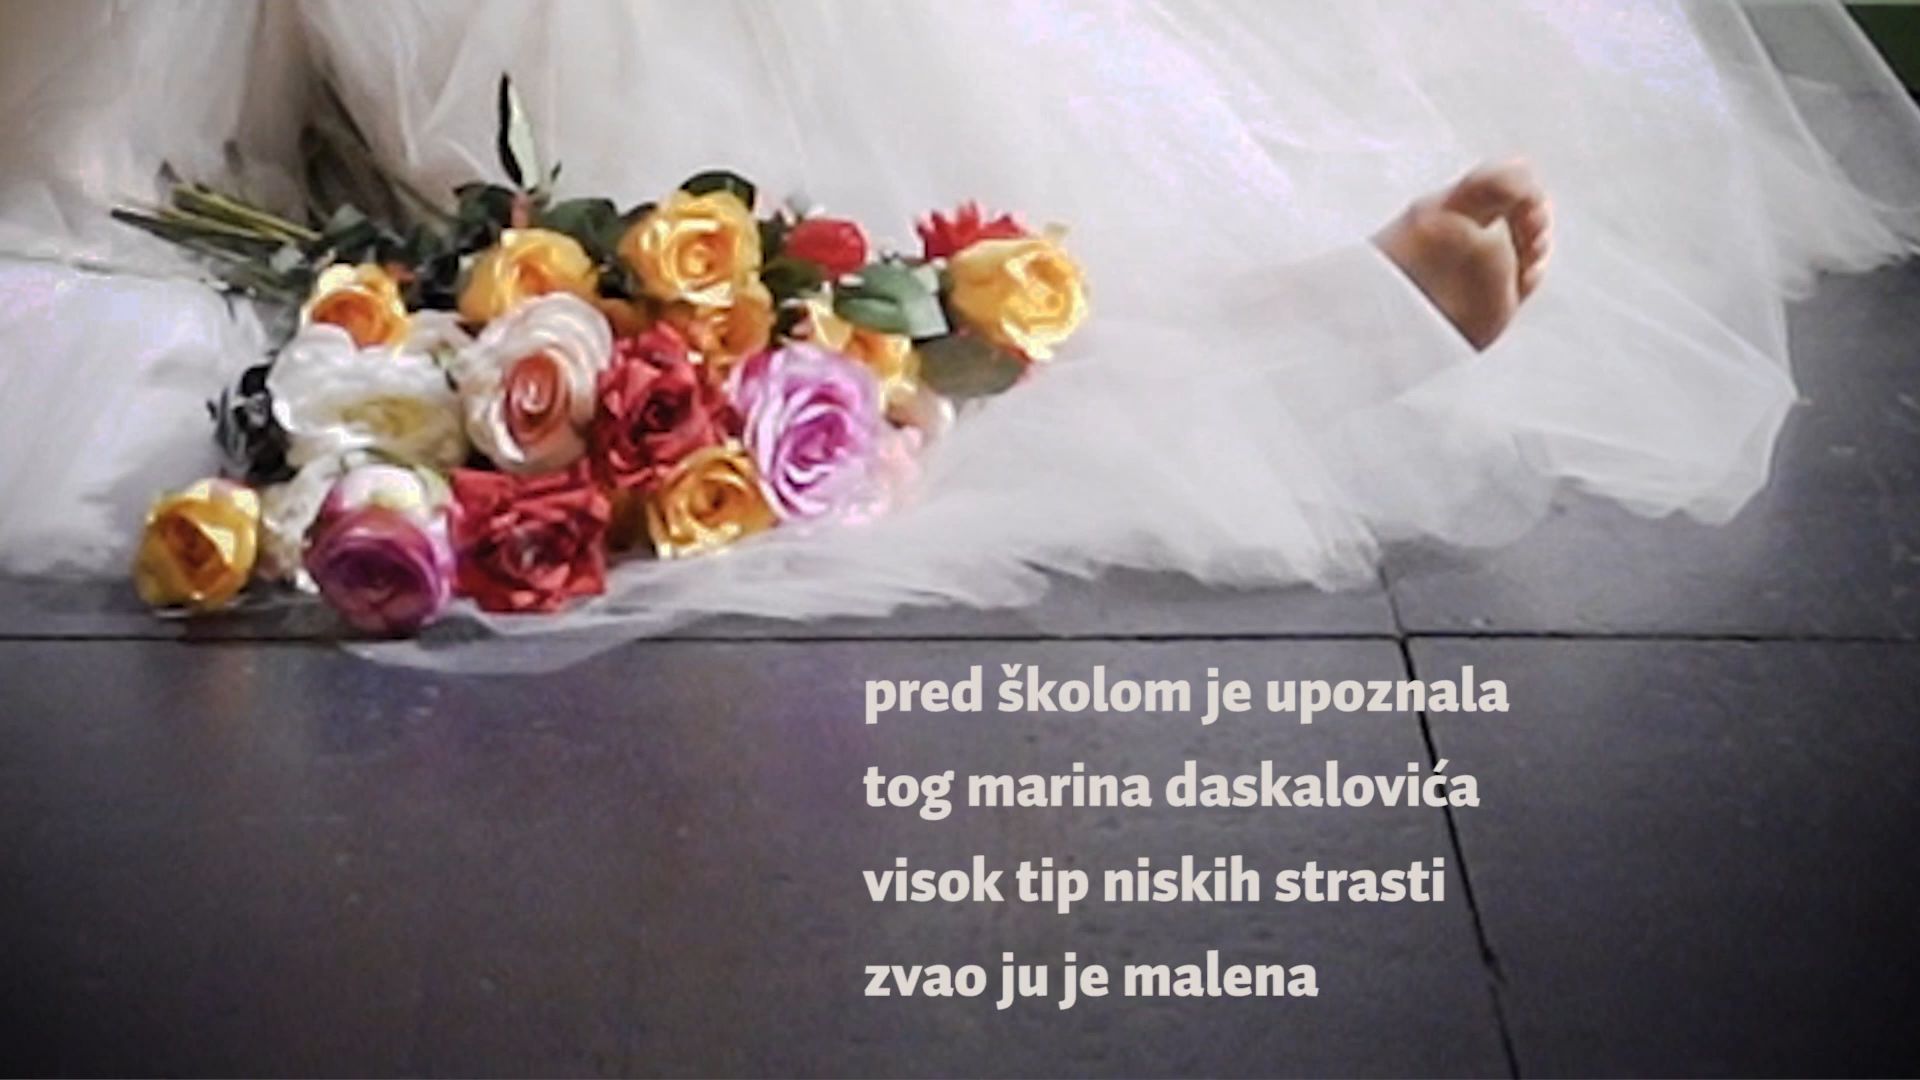 pred školom je upoznala
tog marina daskalovića
visok tip niskih strasti
zvao ju je malena